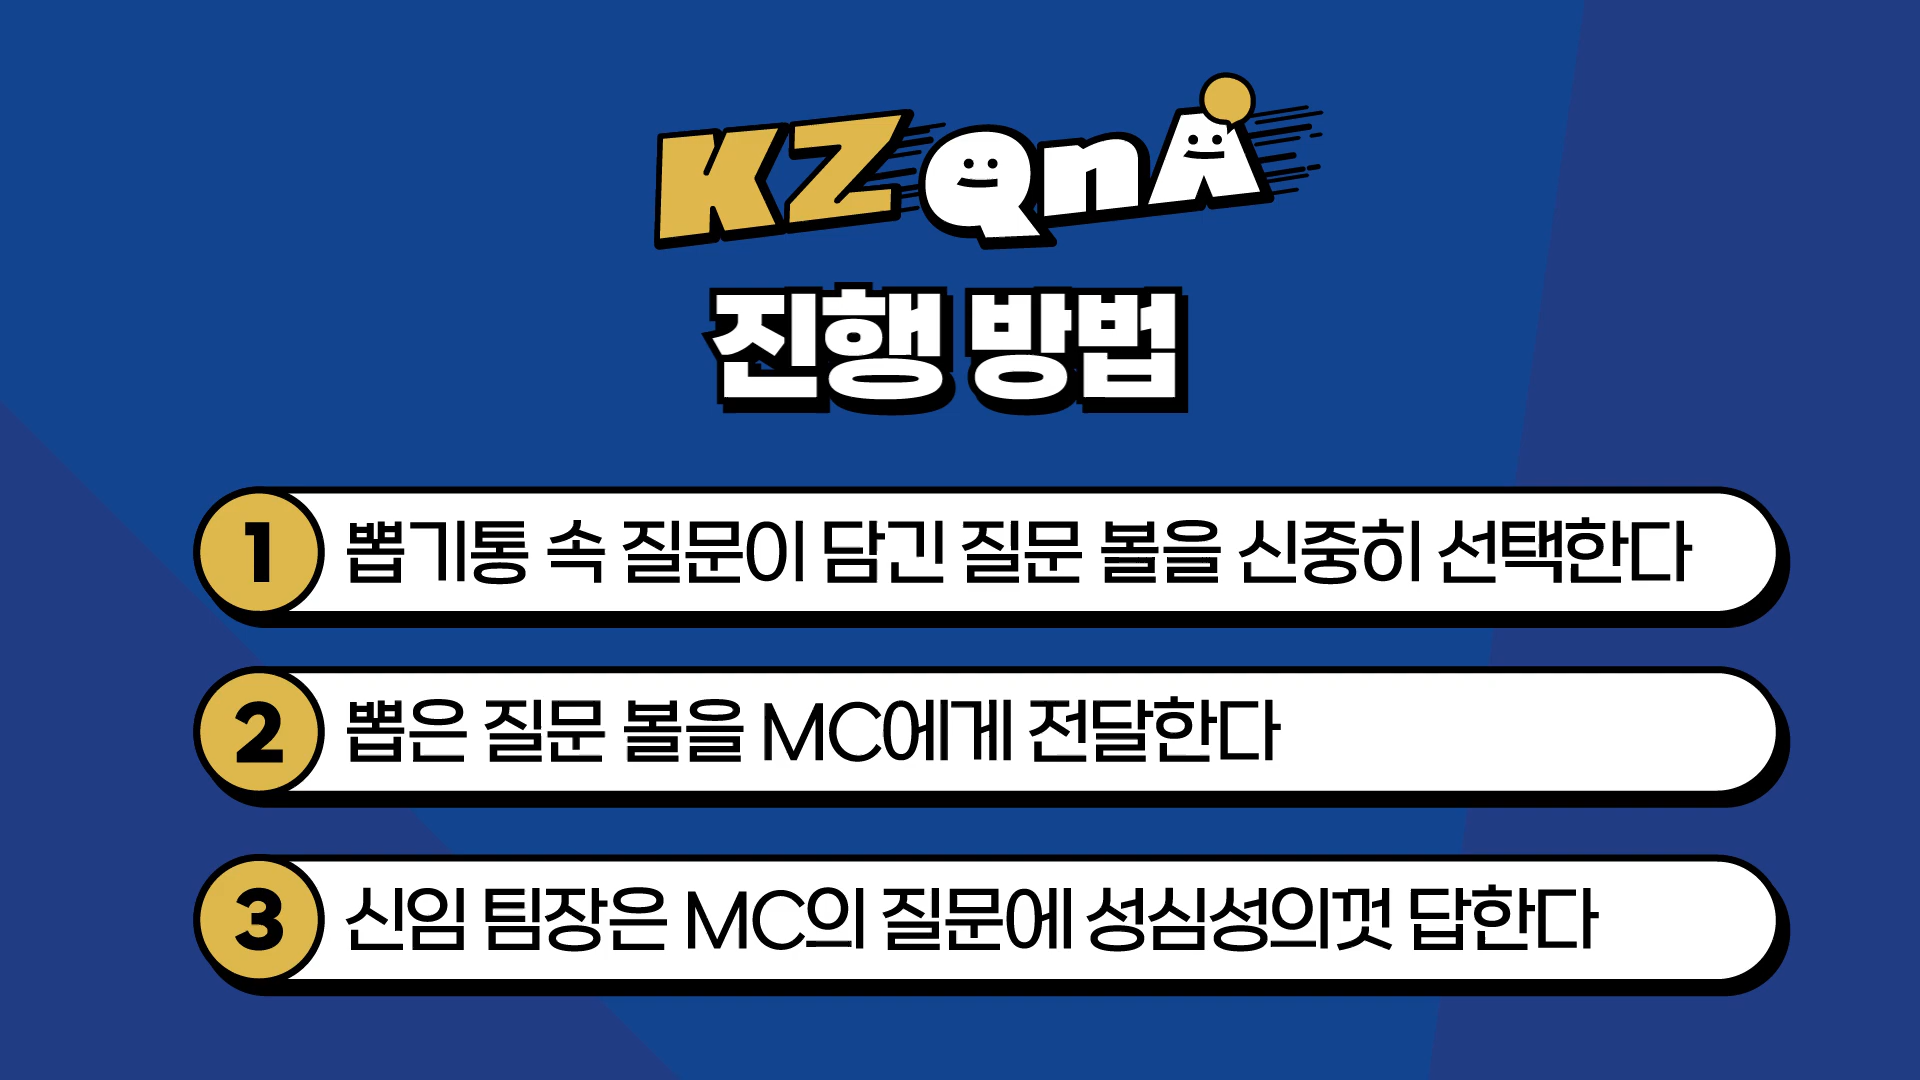 KZ QnA
진행 방법
1 뽑기통 속 질문이 담긴 질문 볼을 신중히 선택한다
2 뽑은 질문 볼을 MC에게 전달한다
3 신임 팀장은 MC의 질문에 성심성의껏 답한다